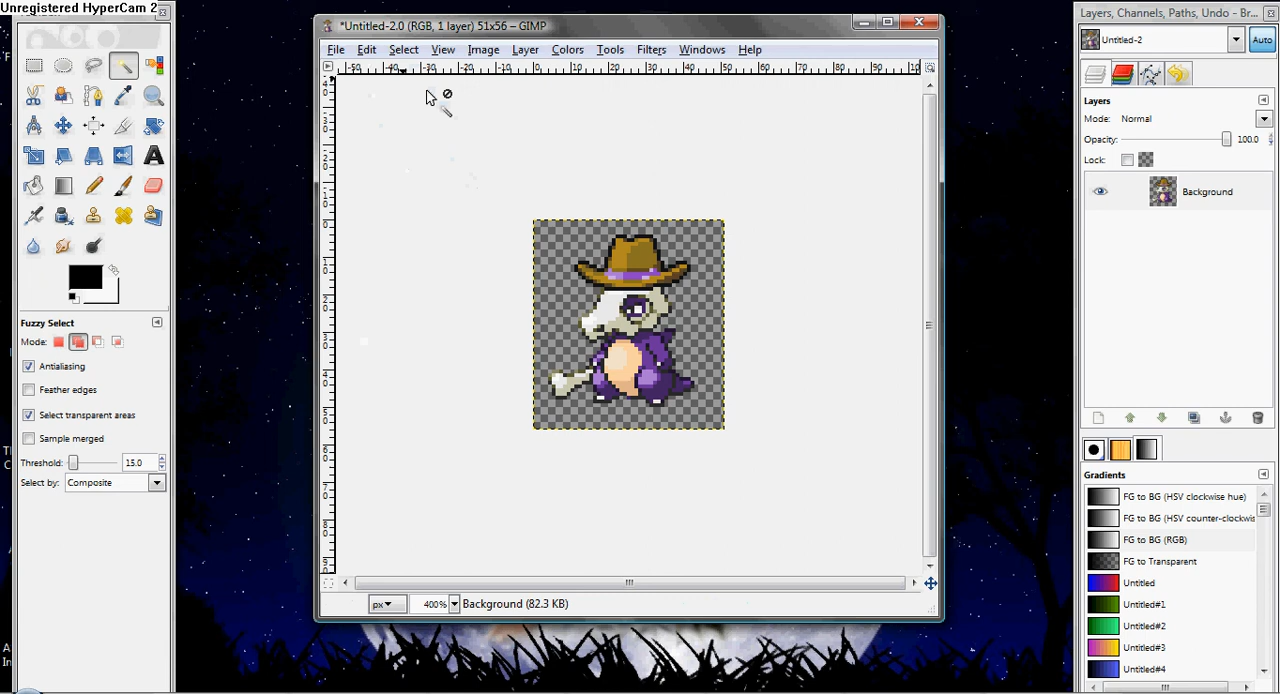 Unregistered HyperCam 2
*Untitled-2.0 (RGB, 1 layer) 51x56 – GIMP
File Edit Select View Image Layer Colors Tools Filters Windows Help
Fuzzy Select
Mode:
Antialiasing
Feather edges
Select transparent areas
Sample merged
Threshold: 15.0
Select by: Composite
px 400% Background (82.3 KB)
Layers, Channels, Paths, Undo - Br...
Untitled-2 Auto
Layers
Mode: Normal
Opacity: 100.0
Lock:
Background
Gradients
FG to BG (HSV clockwise hue)
FG to BG (HSV counter-clockwis
FG to BG (RGB)
FG to Transparent
Untitled
Untitled#1
Untitled#2
Untitled#3
Untitled#4